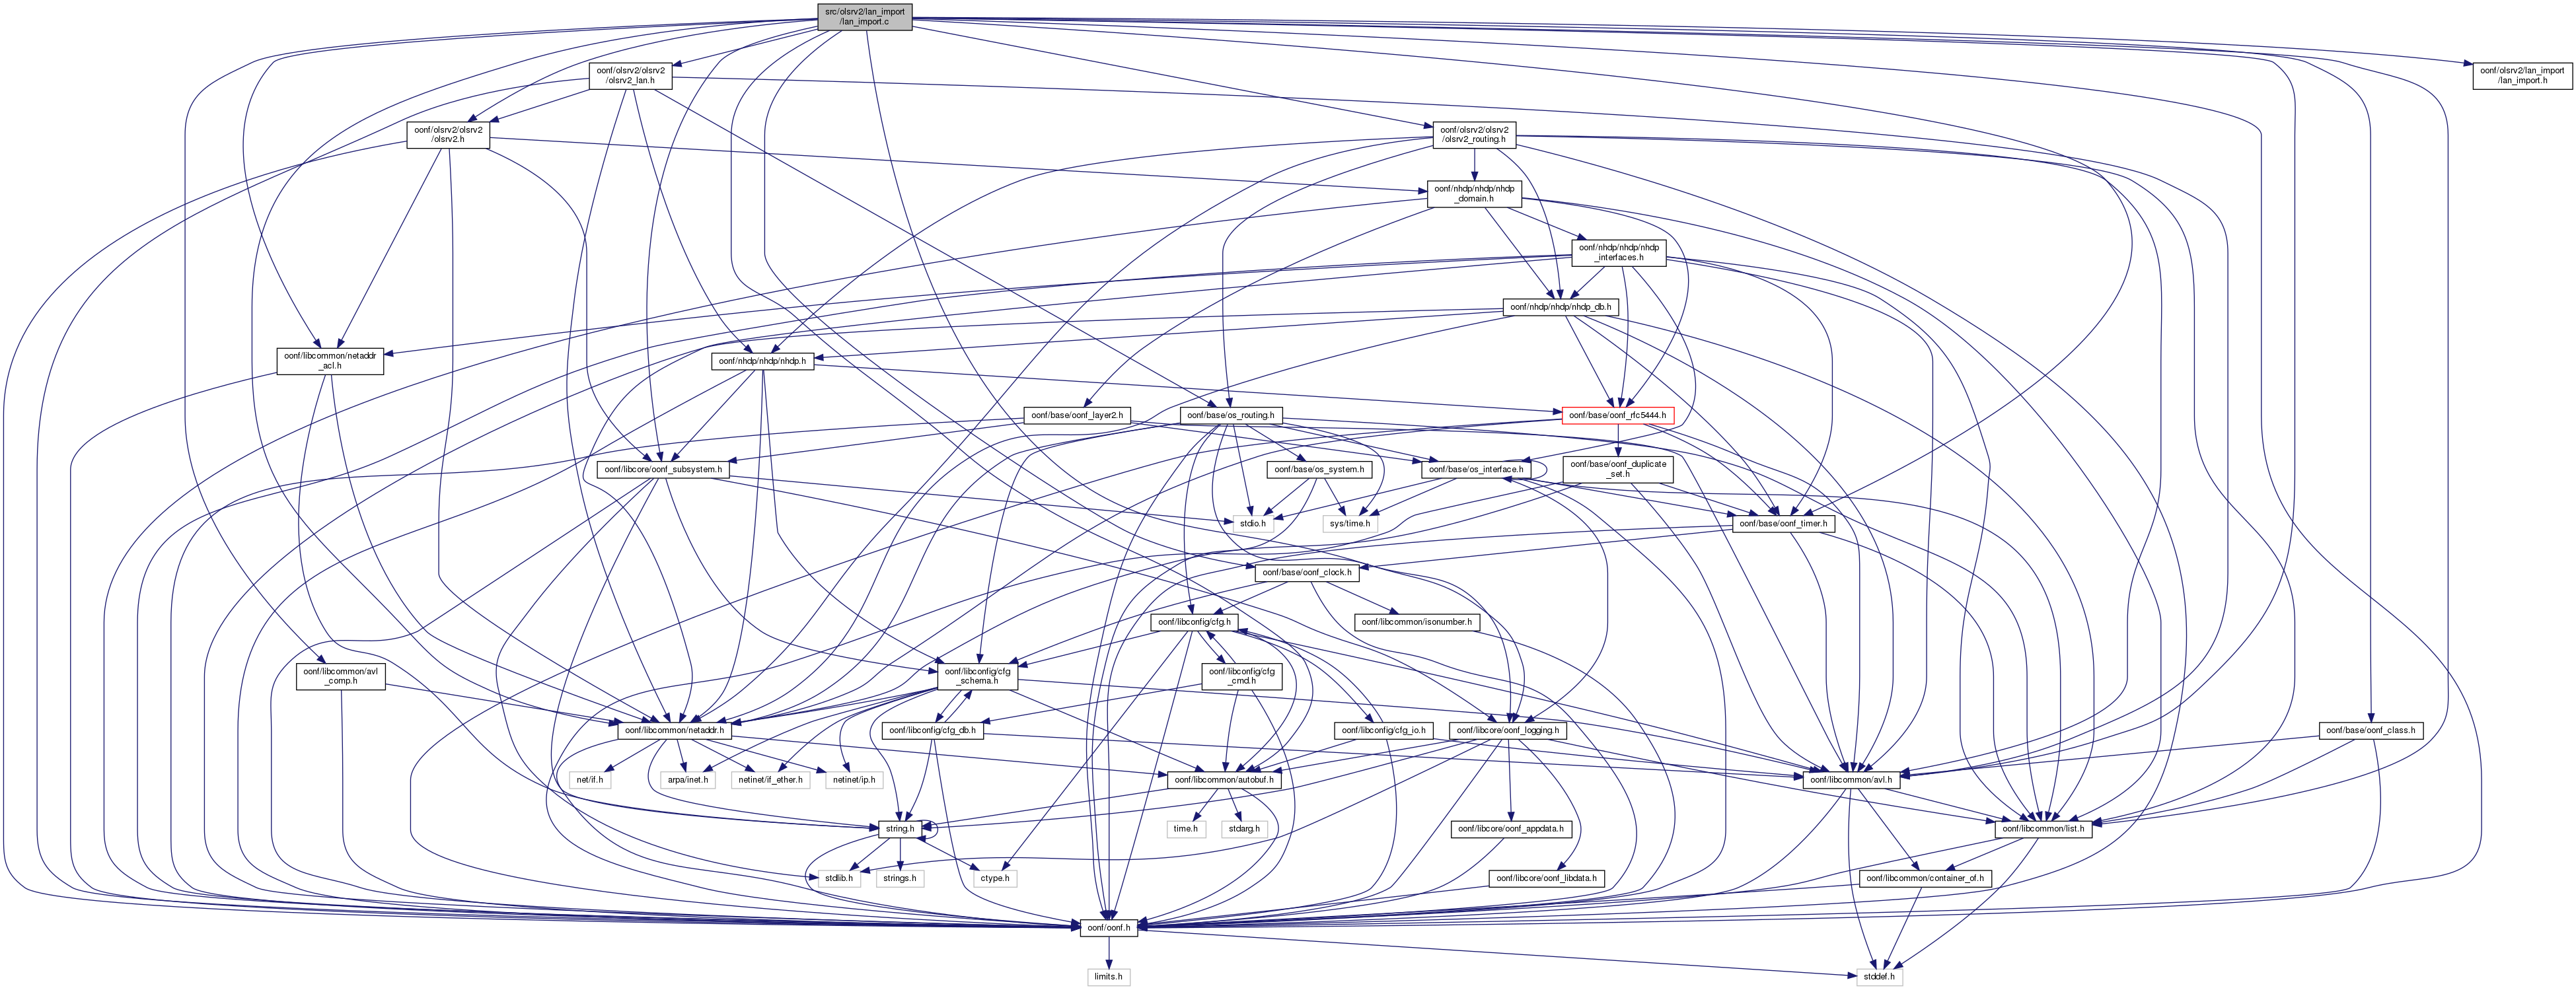 src/olsrv2/lan_import
/lan_import.c
oonf/olsrv2/olsrv2
/olsrv2_lan.h
oonf/olsrv2/lan_import
/lan_import.h
oonf/olsrv2/olsrv2
/olsrv2.h
oonf/olsrv2/olsrv2
/olsrv2_routing.h
oonf/nhdp/nhdp/nhdp
_domain.h
oonf/nhdp/nhdp/nhdp
_interfaces.h
oonf/nhdp/nhdp/nhdp_db.h
oonf/libcommon/netaddr
_acl.h
oonf/nhdp/nhdp/nhdp.h
oonf/base/oonf_layer2.h
oonf/base/os_routing.h
oonf/base/oonf_rfc5444.h
oonf/libcore/oonf_subsystem.h
oonf/base/os_system.h
oonf/base/os_interface.h
oonf/base/oonf_duplicate
_set.h
stdio.h
sys/time.h
oonf/base/oonf_timer.h
oonf/base/oonf_clock.h
oonf/libconfig/cfg.h
oonf/libcommon/isonumber.h
oonf/libcommon/avl
_comp.h
oonf/libconfig/cfg
_schema.h
oonf/libconfig/cfg
_cmd.h
oonf/libcommon/netaddr.h
oonf/libconfig/cfg_db.h
oonf/libconfig/cfg_io.h
oonf/libcore/oonf_logging.h
oonf/base/oonf_class.h
net/if.h
arpa/inet.h
netinet/if_ether.h
netinet/ip.h
oonf/libcommon/autobuf.h
oonf/libcommon/avl.h
string.h
time.h
stdarg.h
oonf/libcore/oonf_appdata.h
oonf/libcommon/list.h
stdlib.h
strings.h
ctype.h
oonf/libcore/oonf_libdata.h
oonf/libcommon/container_of.h
oonf/oonf.h
limits.h
stddef.h